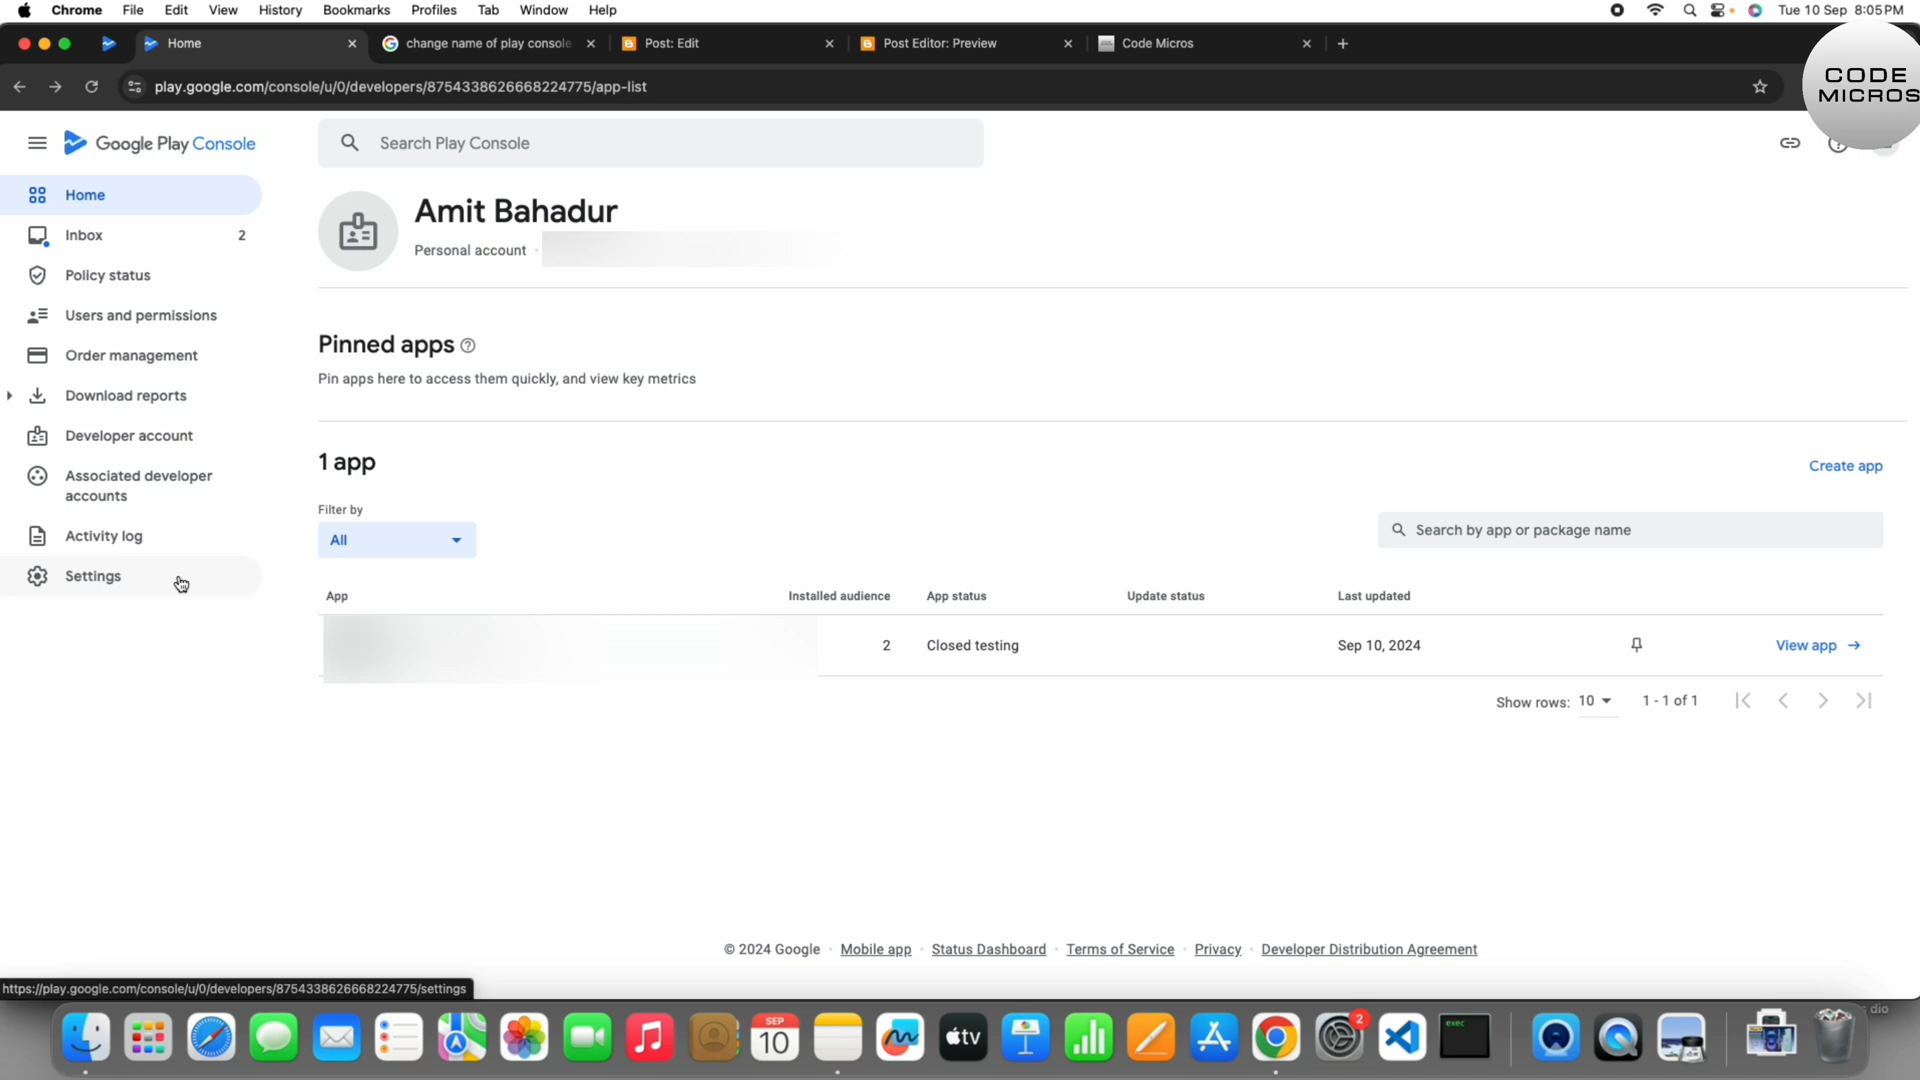 Chrome File Edit View History Bookmarks Profiles Tab Window Help Tue 10 Sep 8:05 PM
Home change name of play console Post: Edit Post Editor: Preview Code Micros
play.google.com/console/u/0/developers/8754338626668224775/app-list
CODE
MICROS
Google Play Console
Search Play Console
Home
Inbox 2
Policy status
Users and permissions
Order management
Download reports
Developer account
Associated developer
accounts
Activity log
Settings
Amit Bahadur
Personal account
Pinned apps
Pin apps here to access them quickly, and view key metrics
1 app
Create app
Filter by
All
Search by app or package name
App Installed audience App status Update status Last updated
2 Closed testing Sep 10, 2024 View app
Show rows: 10 1 - 1 of 1
© 2024 Google · Mobile app · Status Dashboard · Terms of Service · Privacy · Developer Distribution Agreement
https://play.google.com/console/u/0/developers/8754338626668224775/settings
dio
SEP
10
tv
2
exec